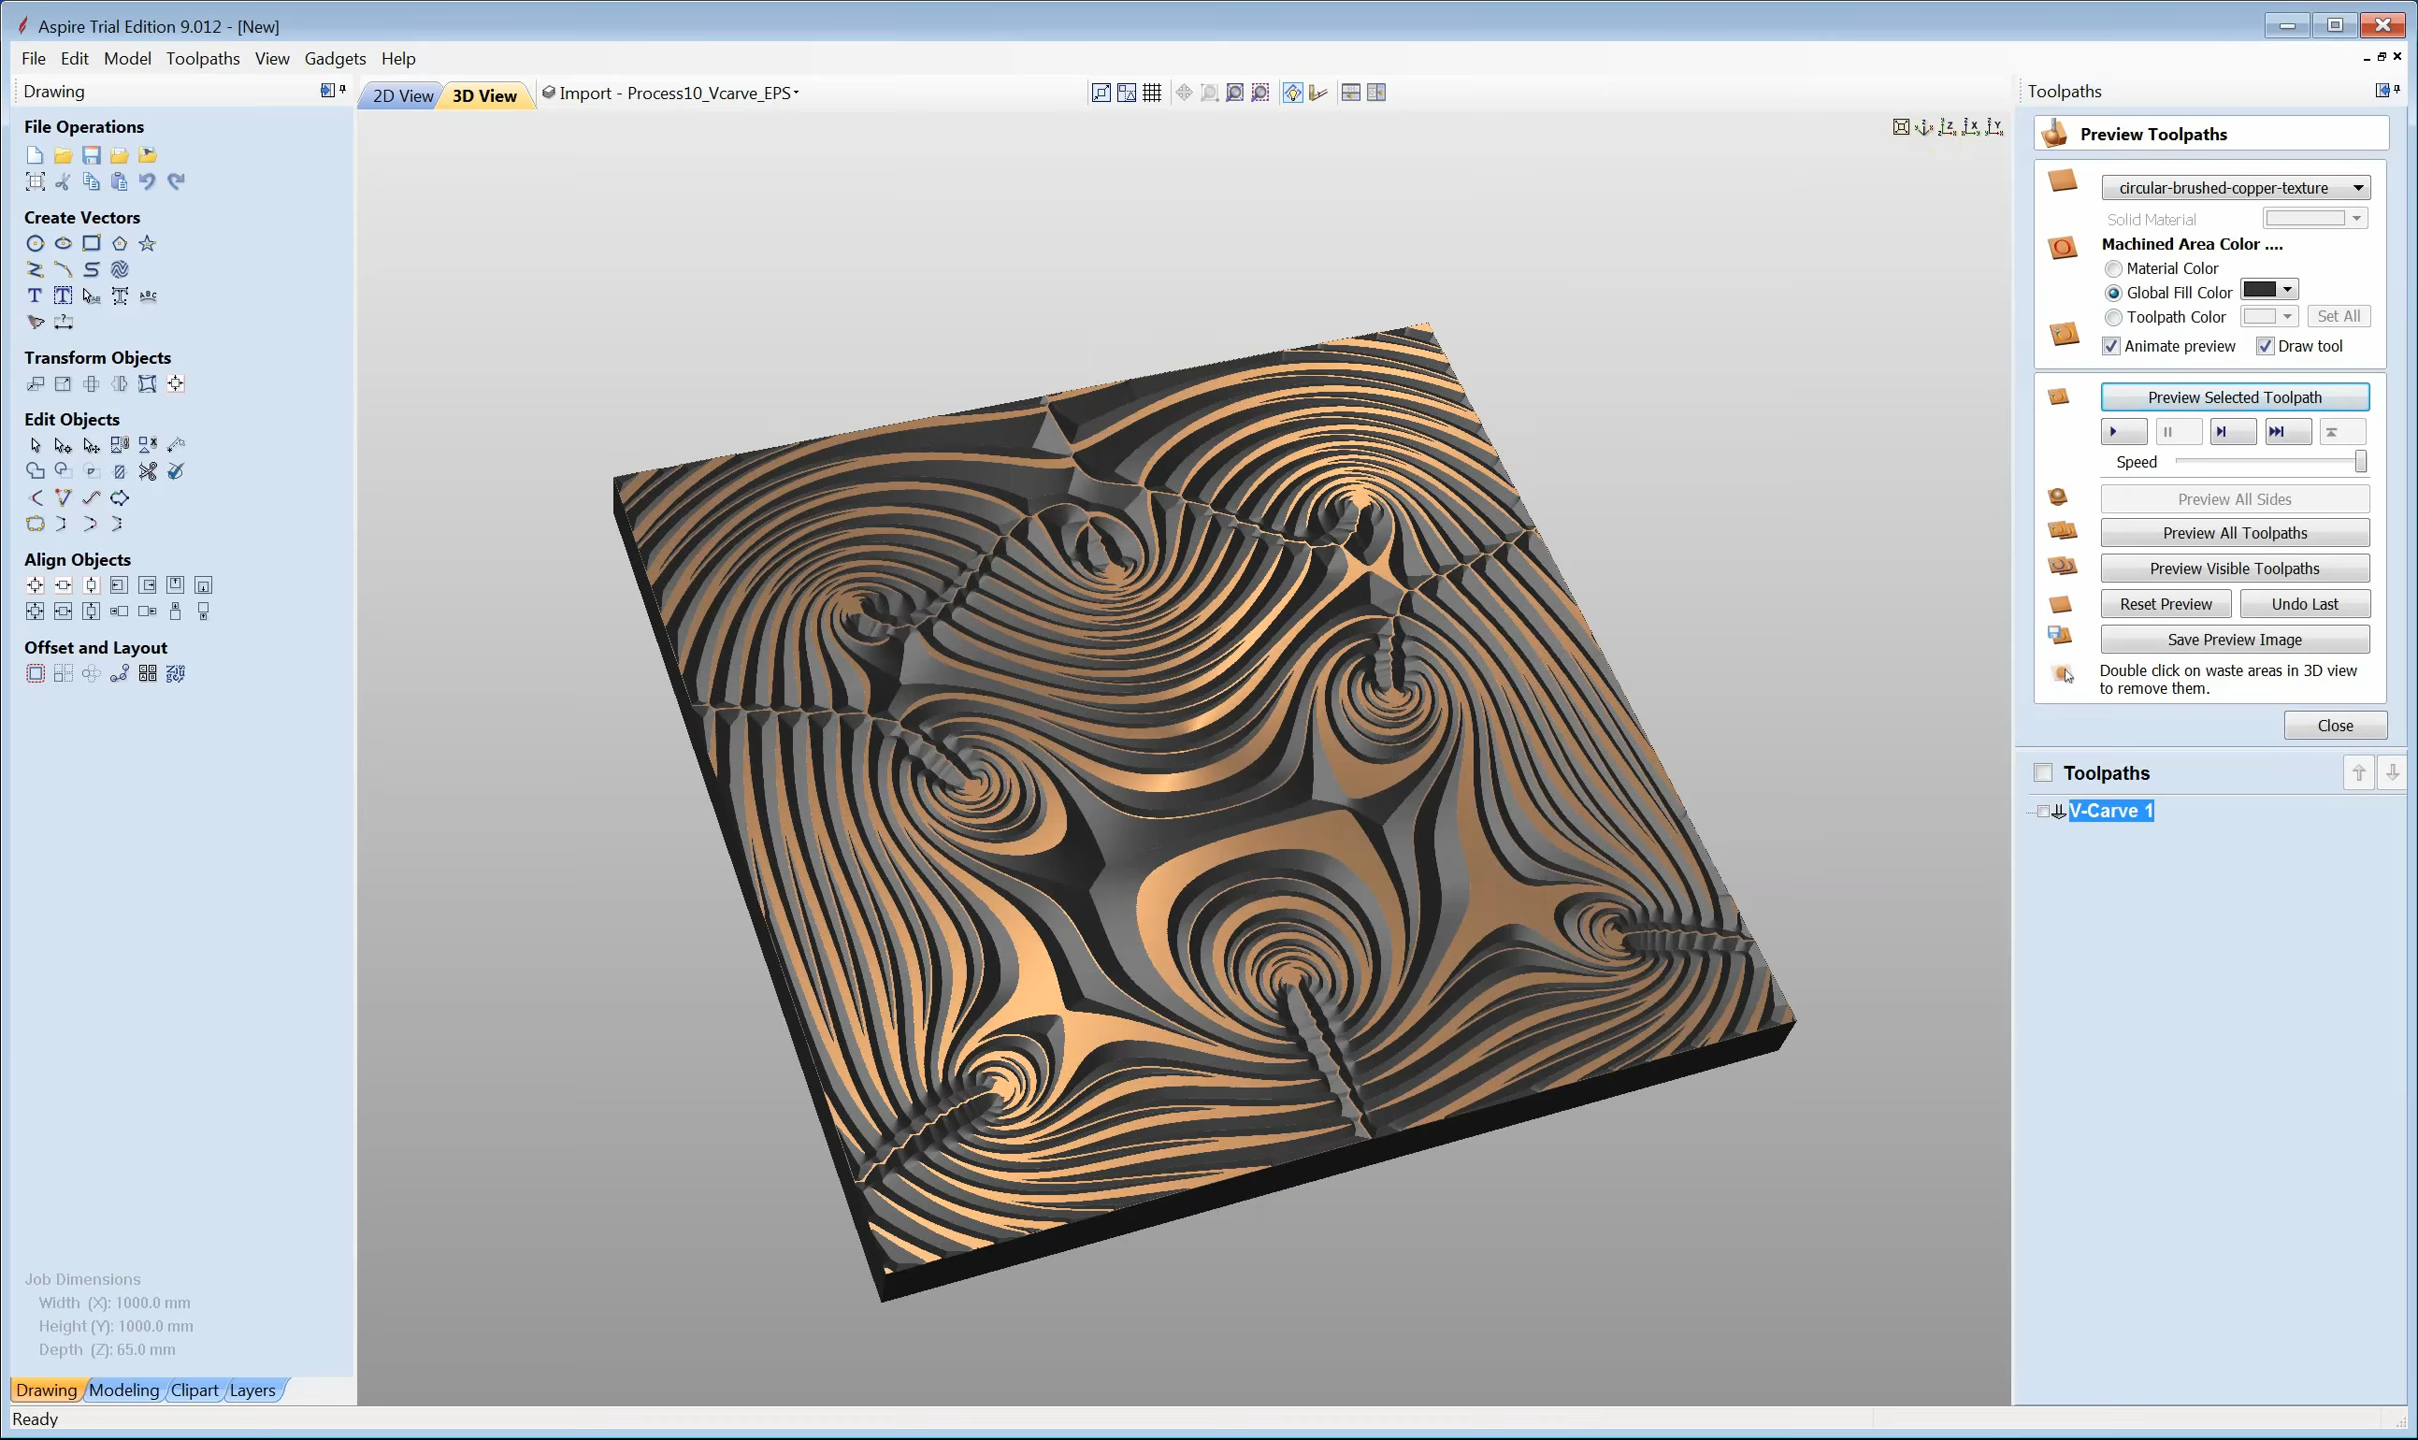 Aspire Trial Edition 9.012 - [New]
File Edit Model Toolpaths View Gadgets Help
Drawing
2D View 3D View Import - Process10_Vcarve_EPS
File Operations
Create Vectors
Transform Objects
Edit Objects
Align Objects
Offset and Layout
Job Dimensions
Width (X): 1000.0 mm
Height (Y): 1000.0 mm
Depth (Z): 65.0 mm
Drawing Modeling Clipart Layers
Ready
Toolpaths
Preview Toolpaths
circular-brushed-copper-texture
Solid Material
Machined Area Color ....
Material Color
Global Fill Color
Toolpath Color Set All
Animate preview Draw tool
Preview Selected Toolpath
Speed
Preview All Sides
Preview All Toolpaths
Preview Visible Toolpaths
Reset Preview Undo Last
Save Preview Image
Double click on waste areas in 3D view
to remove them.
Close
Toolpaths
V-Carve 1